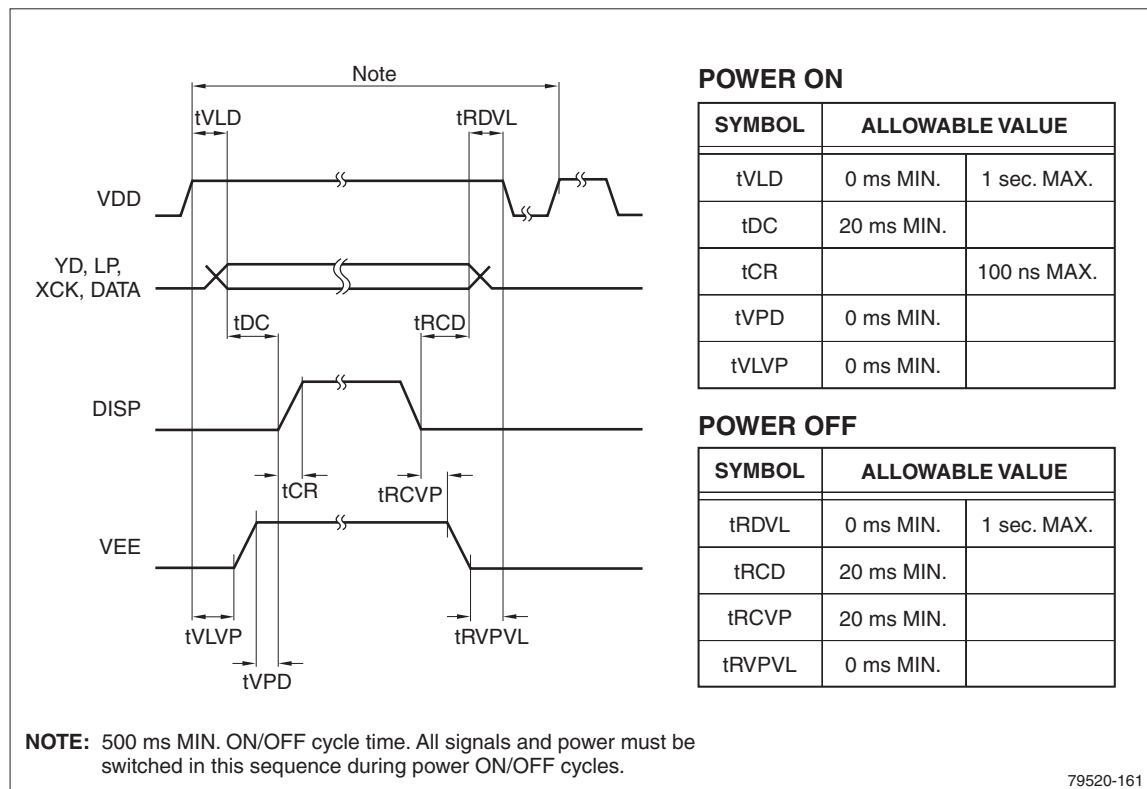 Note
tVLD
tRDVL
VDD
YD, LP,
XCK, DATA
tDC
tRCD
DISP
tCR
tRCVP
VEE
tVLVP
tRVPVL
tVPD
POWER ON
SYMBOL ALLOWABLE VALUE
tVLD 0 ms MIN. 1 sec. MAX.
tDC 20 ms MIN.
tCR 100 ns MAX.
tVPD 0 ms MIN.
tVLVP 0 ms MIN.
POWER OFF
SYMBOL ALLOWABLE VALUE
tRDVL 0 ms MIN. 1 sec. MAX.
tRCD 20 ms MIN.
tRCVP 20 ms MIN.
tRVPVL 0 ms MIN.
NOTE: 500 ms MIN. ON/OFF cycle time. All signals and power must be
switched in this sequence during power ON/OFF cycles.
79520-161